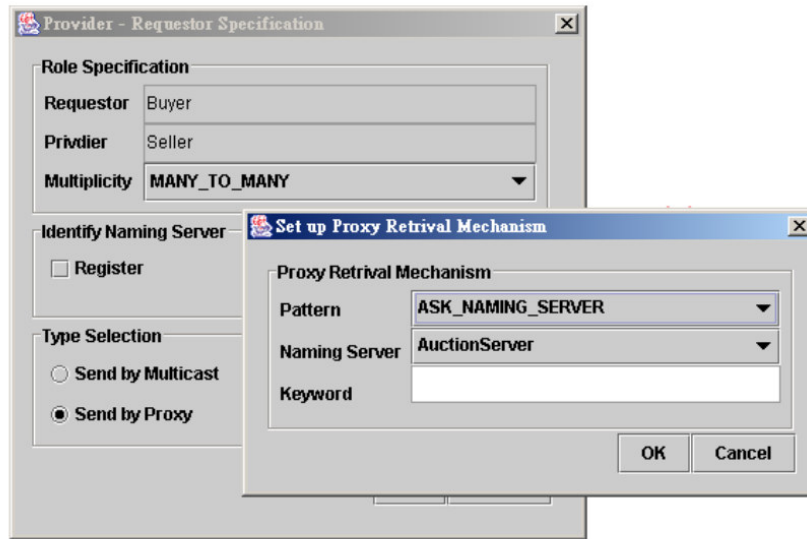 Provider - Requestor Specification
Role Specification
Requestor Buyer
Privdier Seller
Multiplicity MANY_TO_MANY
Identify Naming Server
Register
Type Selection
Send by Multicast
Send by Proxy
Set up Proxy Retrival Mechanism
Proxy Retrival Mechanism
Pattern ASK_NAMING_SERVER
Naming Server AuctionServer
Keyword
OK Cancel